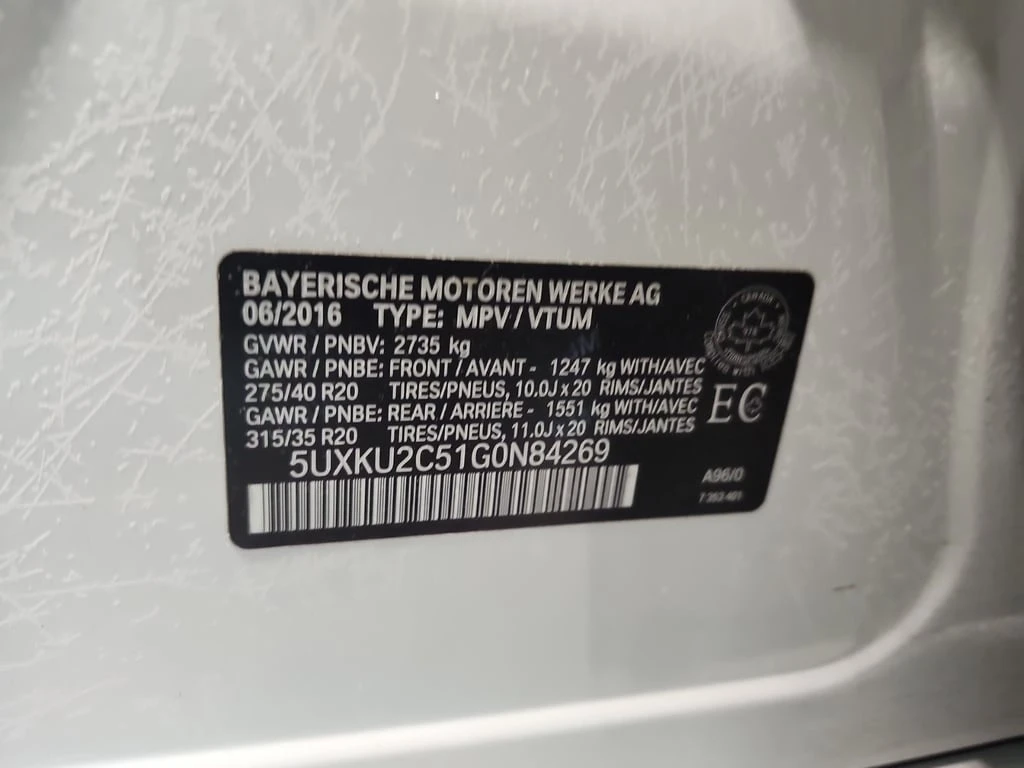 BAYERISCHE MOTOREN WERKE AG
06/2016 TYPE: MPV / VTUM
GVWR / PNBV: 2735 kg
GAWR / PNBE: FRONT / AVANT - 1247 kg WITH/AVEC
275/40 R20 TIRES/PNEUS, 10.0J x 20 RIMS/JANTES
GAWR / PNBE: REAR / ARRIERE - 1551 kg WITH/AVEC
315/35 R20 TIRES/PNEUS, 11.0J x 20 RIMS/JANTES
5UXKU2C51G0N84269
CANADA
EC
A96/0